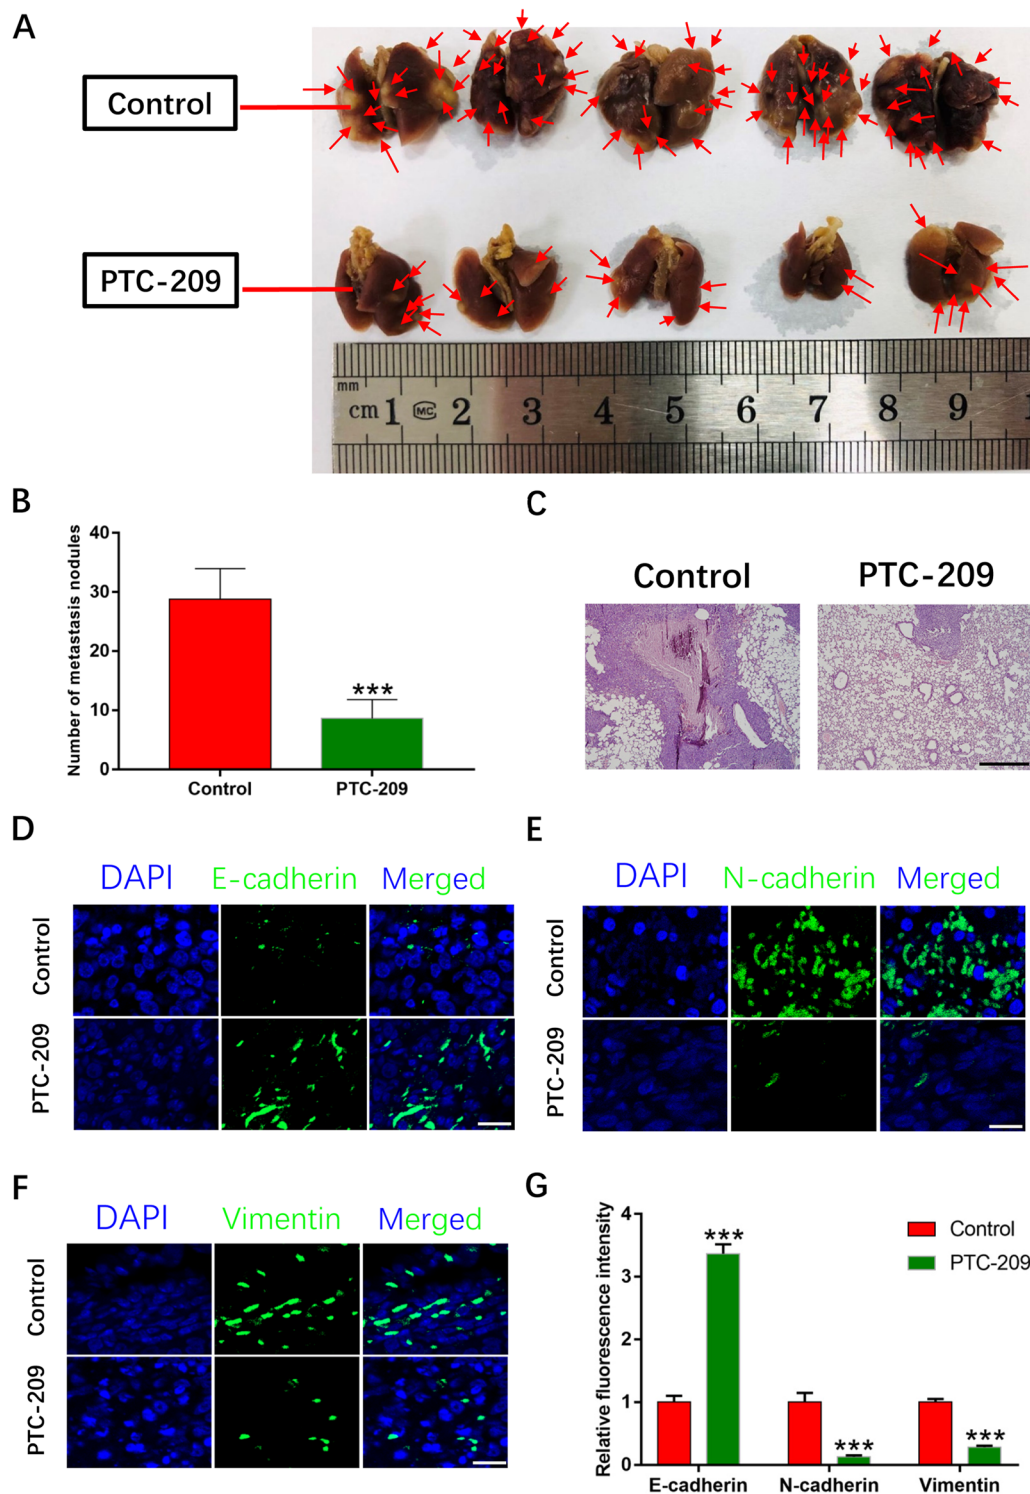 A
Control
PTC-209
mm
cm 1 MC 2 3 4 5 6 7 8 9 1
B
Number of metastasis nodules
40
30
20
10
0
***
Control PTC-209
C
Control PTC-209
D
DAPI E-cadherin Merged
Control
PTC-209
E
DAPI N-cadherin Merged
Control
PTC-209
F
DAPI Vimentin Merged
Control
PTC-209
G
Relative fluorescence intensity
4
3
2
1
0
Control
PTC-209
***
***
***
E-cadherin N-cadherin Vimentin